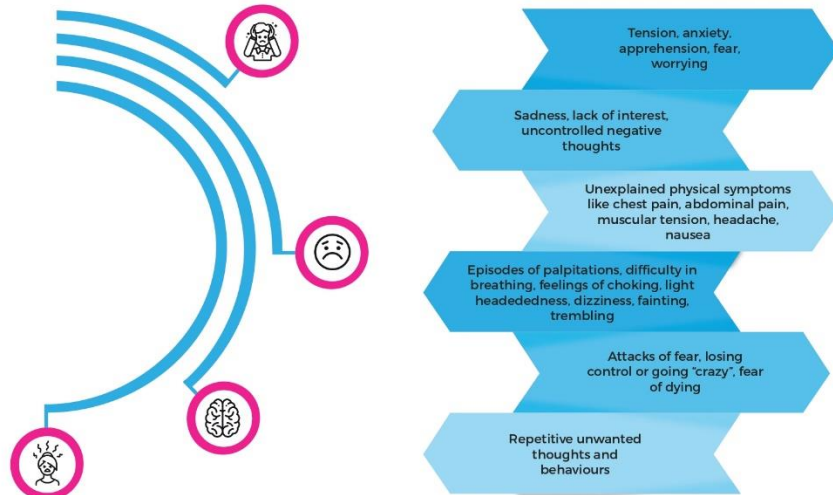 Tension, anxiety,
apprehension, fear,
worrying
Sadness, lack of interest,
uncontrolled negative
thoughts
Unexplained physical symptoms
like chest pain, abdominal pain,
muscular tension, headache,
nausea
Episodes of palpitations, difficulty in
breathing, feelings of choking, light
headededness, dizziness, fainting,
trembling
Attacks of fear, losing
control or going “crazy”, fear
of dying
Repetitive unwanted
thoughts and
behaviours